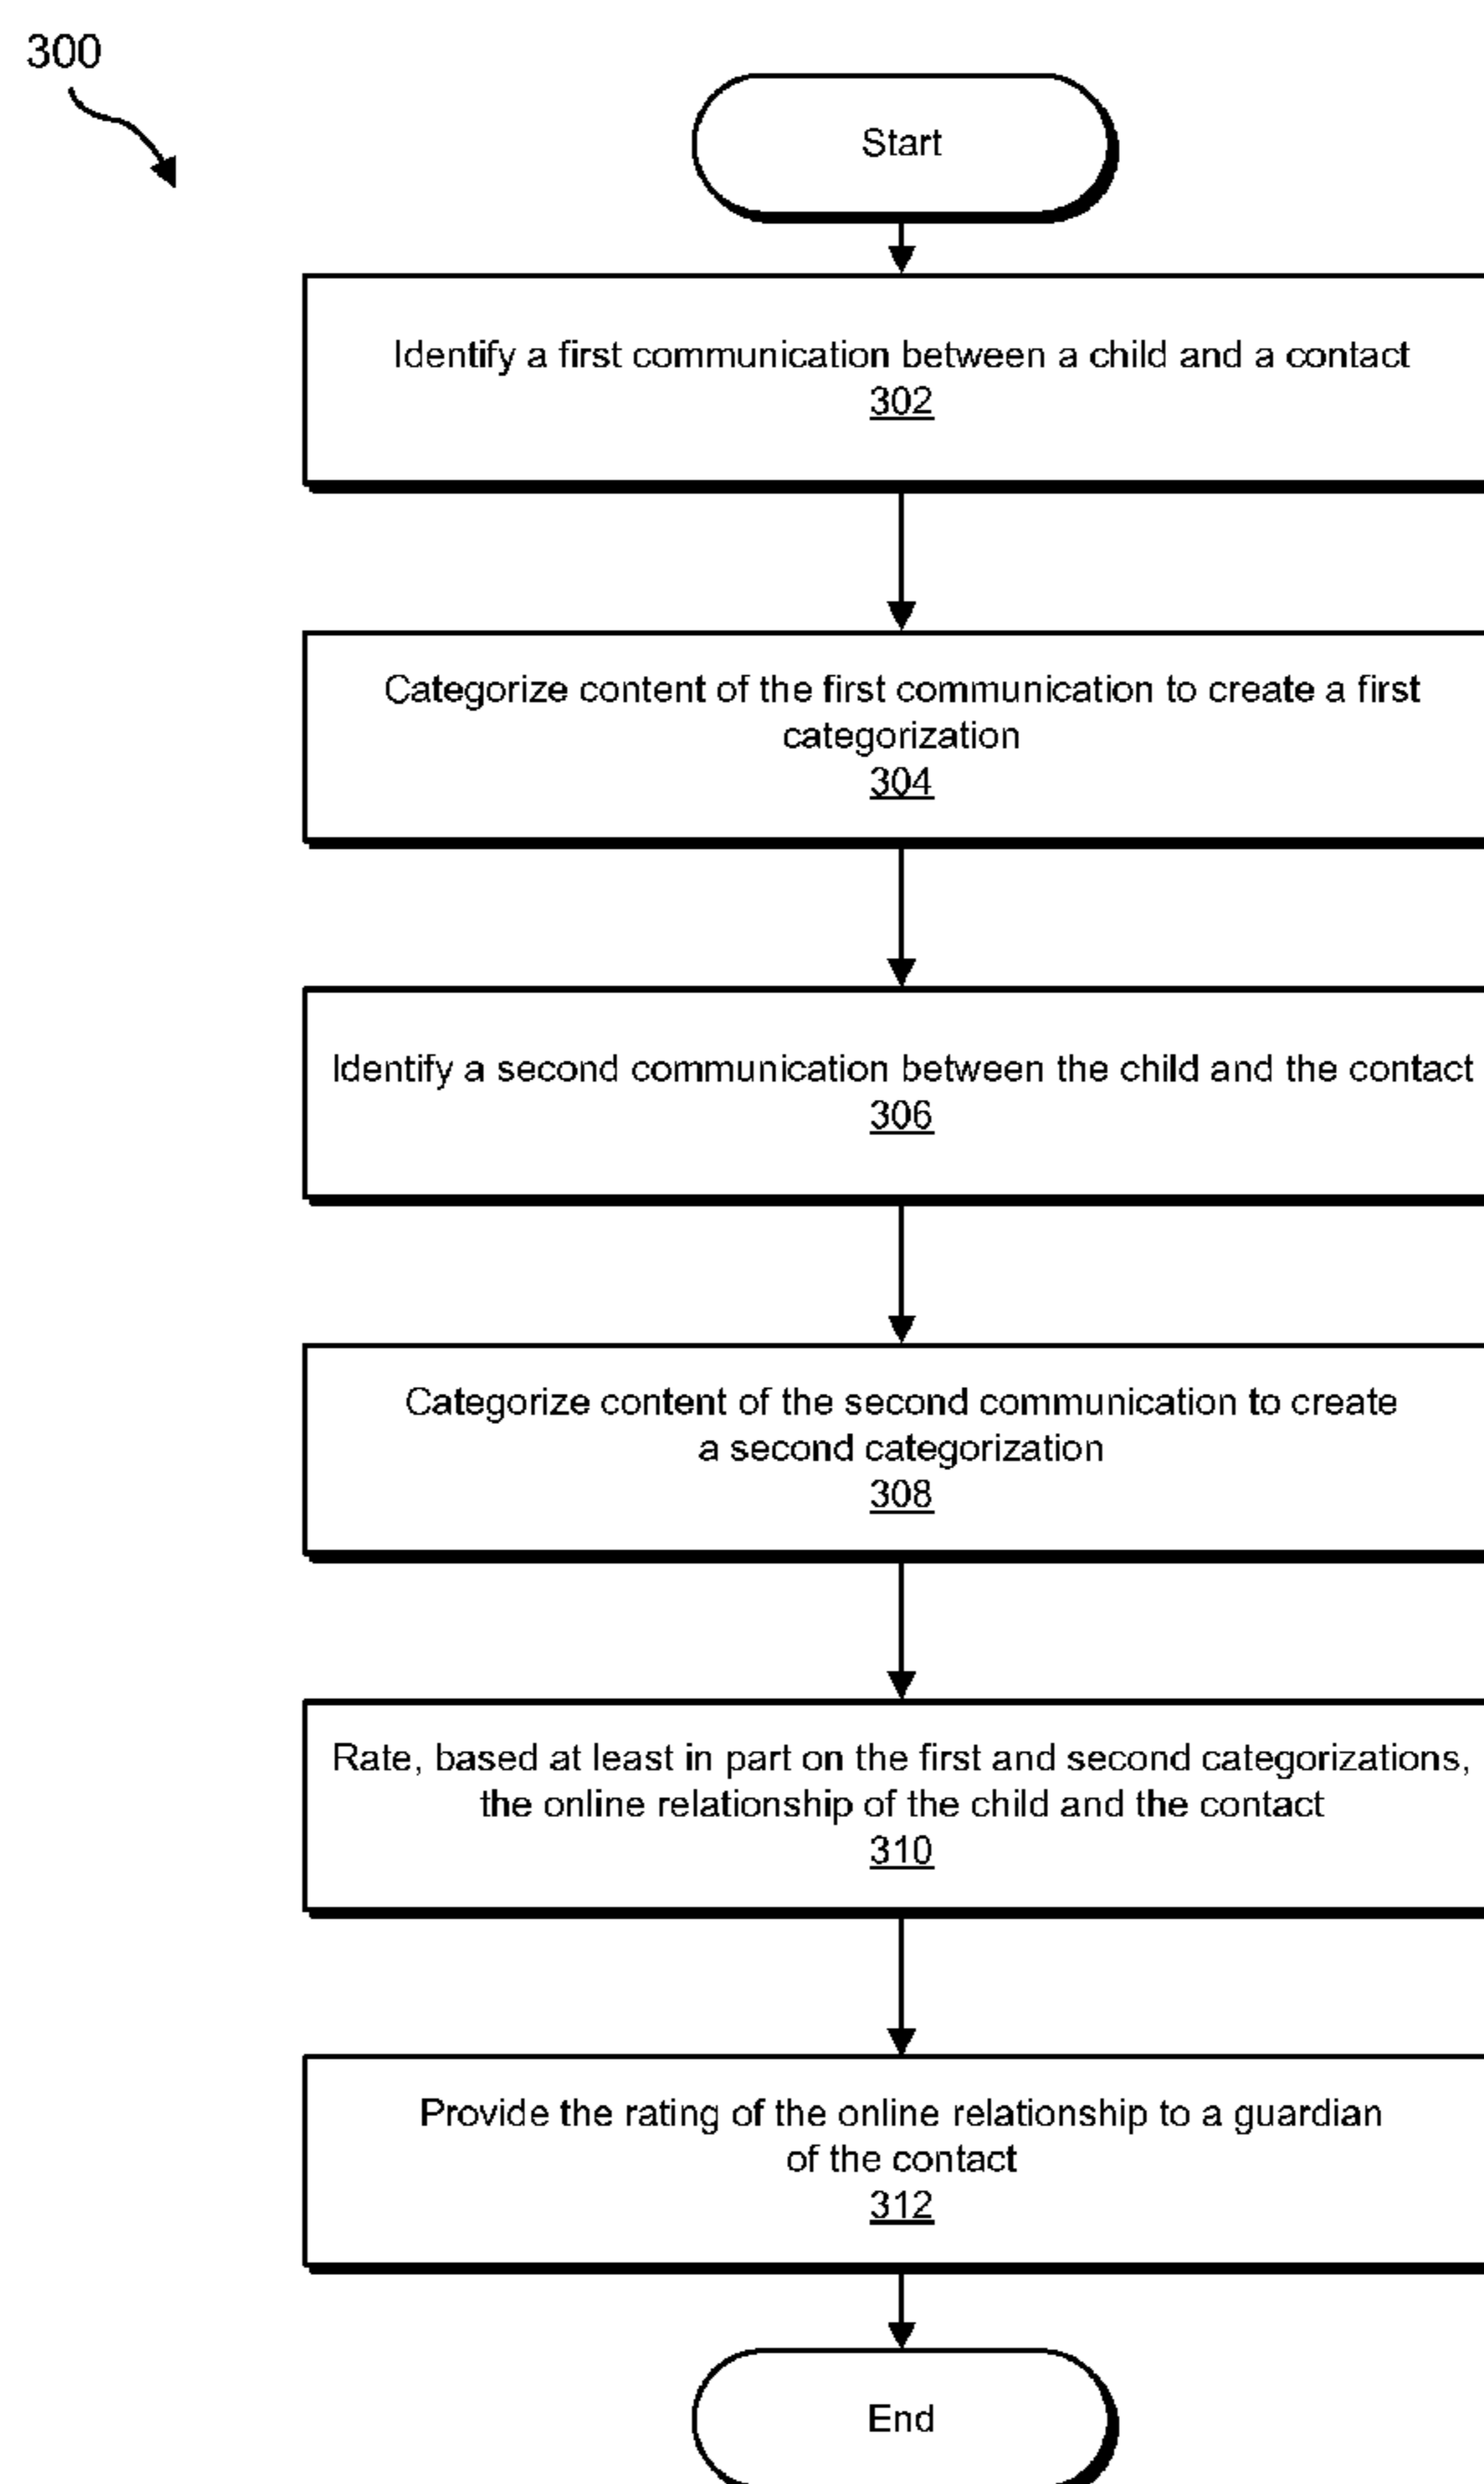 300
Start
Identify a first communication between a child and a contact
302
Categorize content of the first communication to create a first
categorization
304
Identify a second communication between the child and the contact
306
Categorize content of the second communication to create
a second categorization
308
Rate, based at least in part on the first and second categorizations,
the online relationship of the child and the contact
310
Provide the rating of the online relationship to a guardian
of the contact
312
End